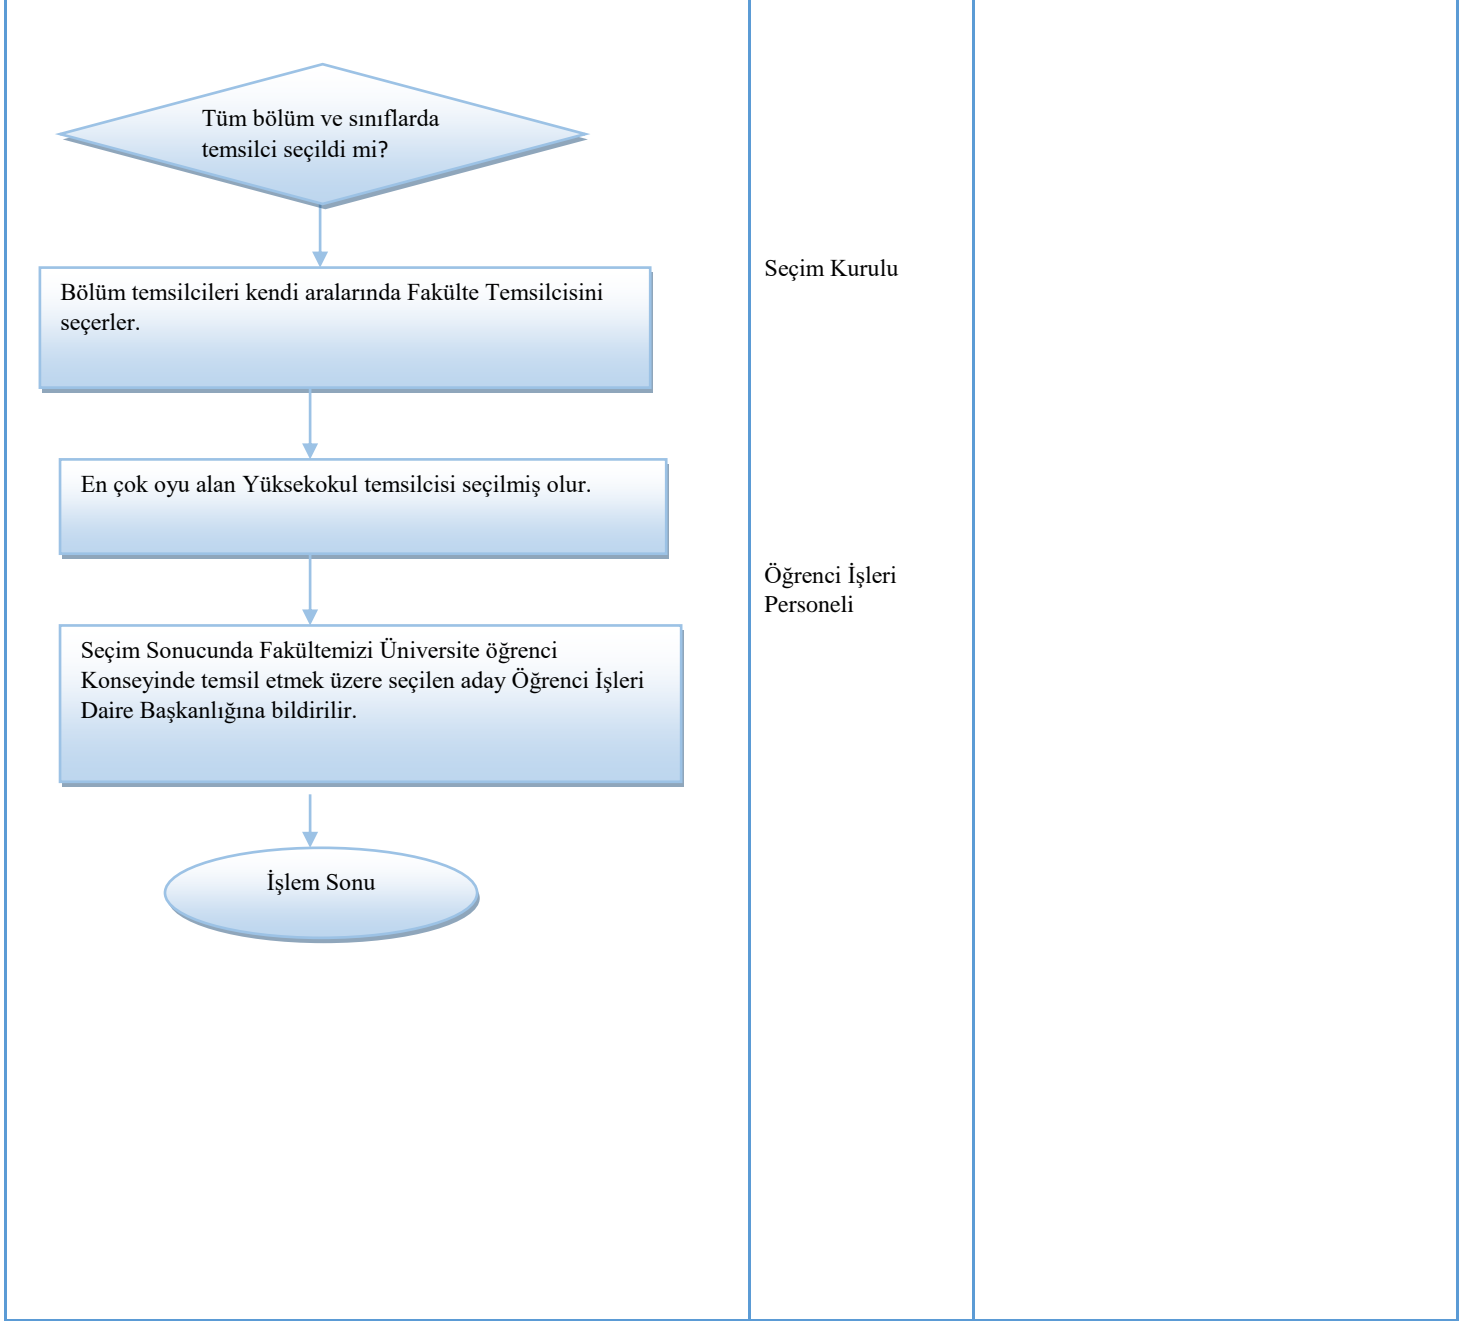 Tüm bölüm ve sınıflarda
temsilci seçildi mi?
Bölüm temsilcileri kendi aralarında Fakülte Temsilcisini
seçerler.
En çok oyu alan Yüksekokul temsilcisi seçilmiş olur.
Seçim Sonucunda Fakültemizi Üniversite öğrenci
Konseyinde temsil etmek üzere seçilen aday Öğrenci İşleri
Daire Başkanlığına bildirilir.
İşlem Sonu
Seçim Kurulu
Öğrenci İşleri
Personeli